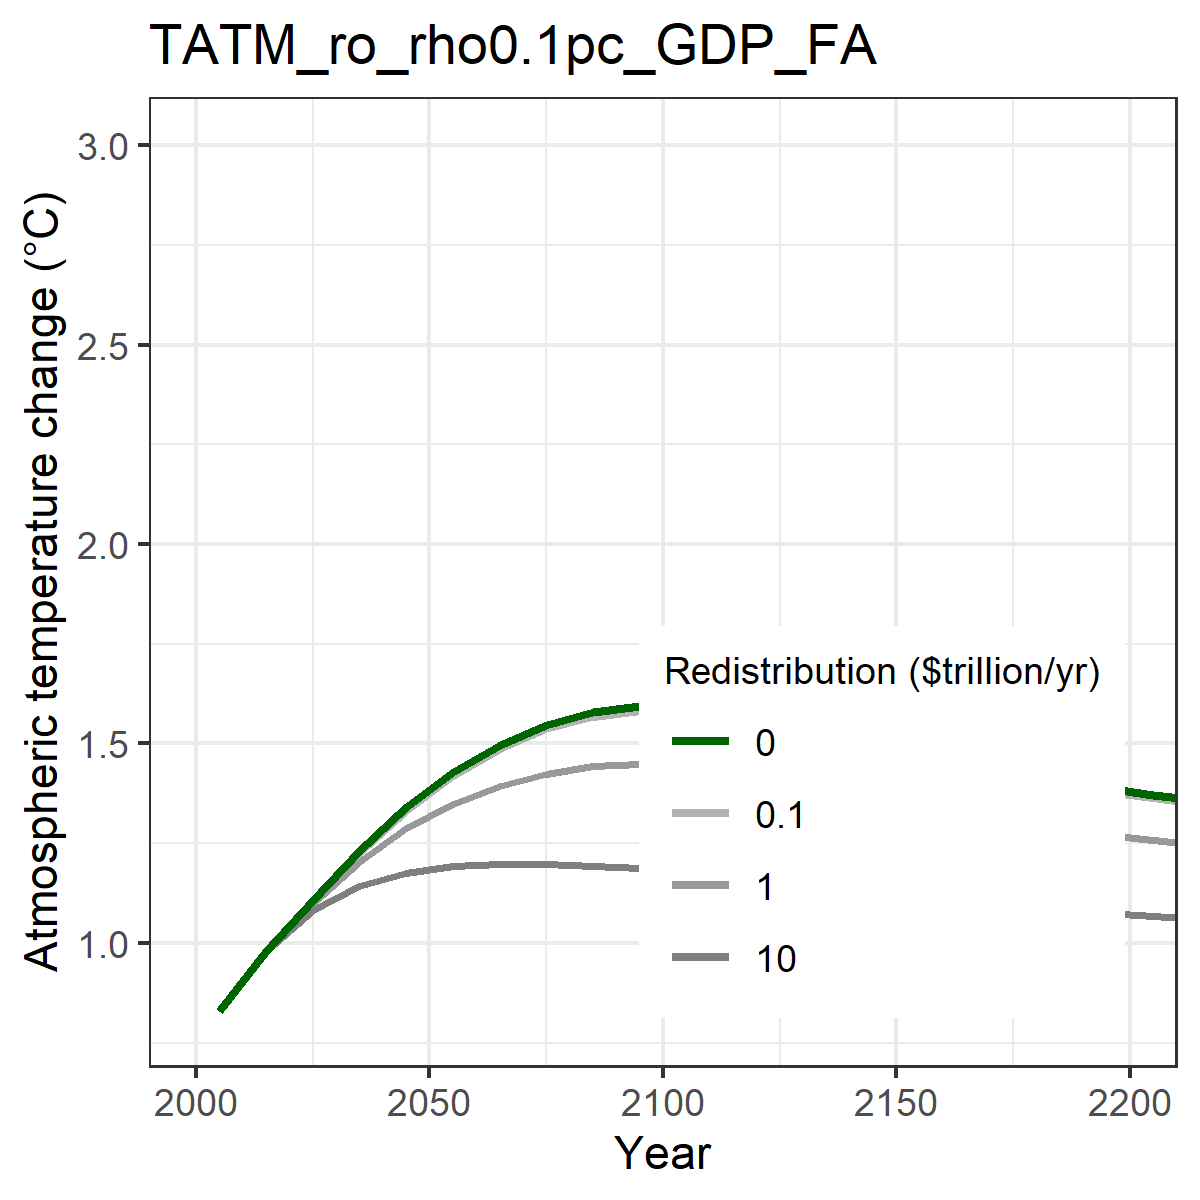 TATM_ro_rho0.1pc_GDP_FA
Atmospheric temperature change (°C)
3.0
2.5
2.0
1.5
1.0
Redistribution ($trillion/yr)
0
0.1
1
10
2000 2050 2100 2150 2200
Year